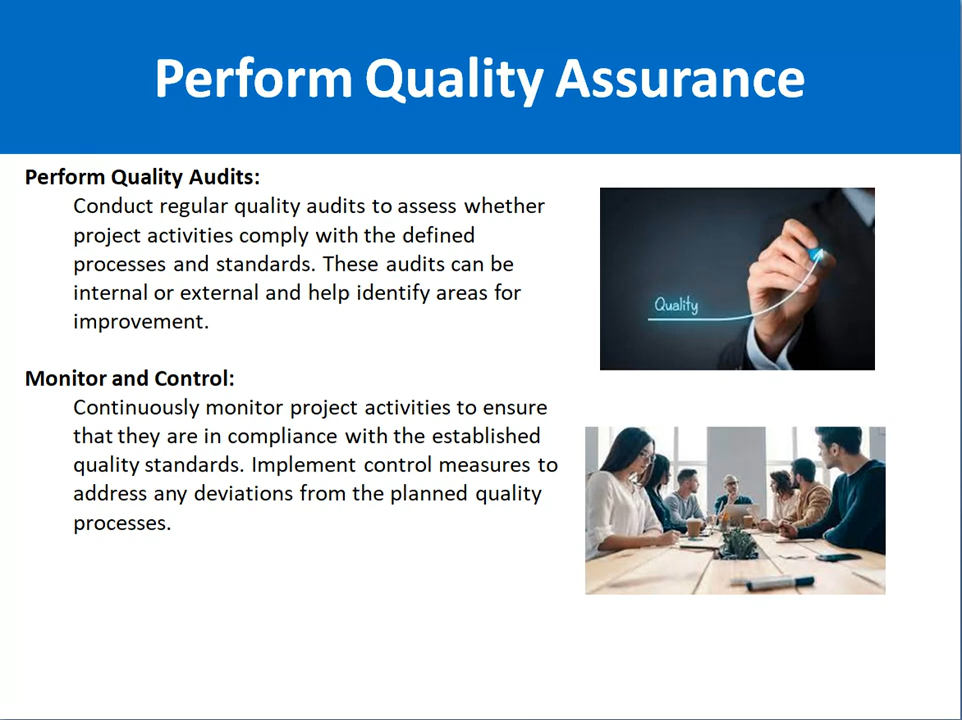 Perform Quality Assurance
Perform Quality Audits:
Conduct regular quality audits to assess whether
project activities comply with the defined
processes and standards. These audits can be
internal or external and help identify areas for
improvement.
Quality
Monitor and Control:
Continuously monitor project activities to ensure
that they are in compliance with the established
quality standards. Implement control measures to
address any deviations from the planned quality
processes.